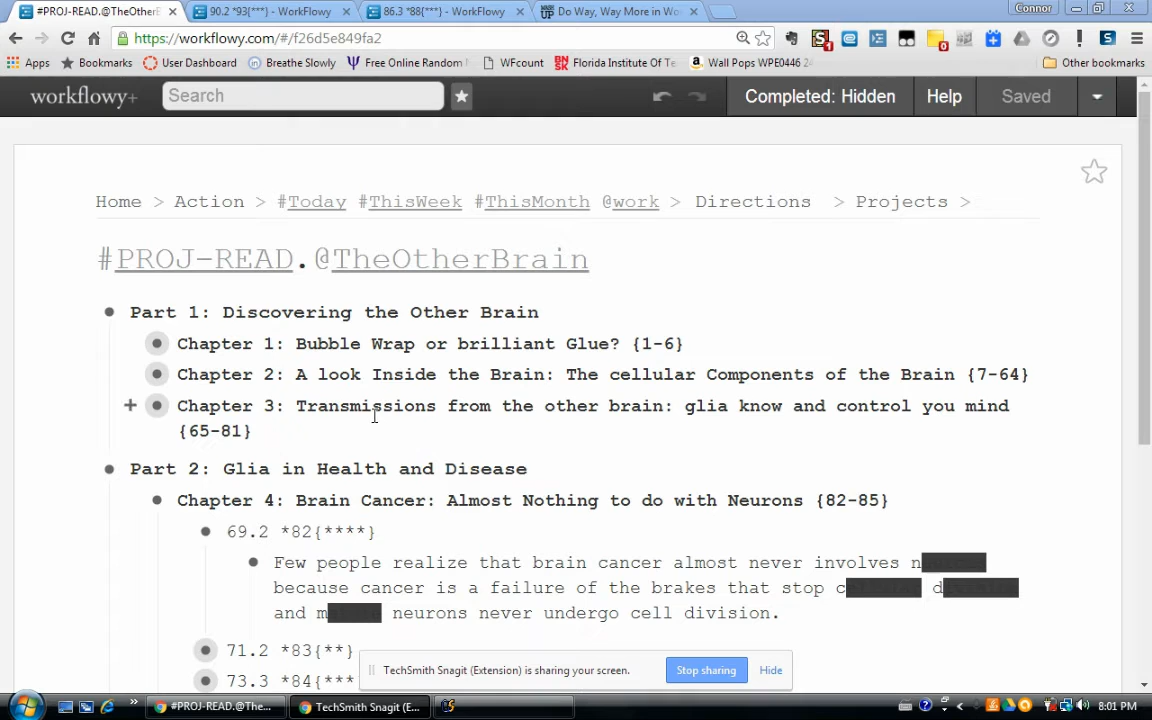 #PROJ-READ.@TheOtherB
90.2 *93{***} - WorkFlowy
86.3 *88{***} - WorkFlowy
Do Way, Way More in Wo
Connor
https://workflowy.com/#/f26d5e849fa2
Apps
Bookmarks
User Dashboard
Breathe Slowly
Free Online Random
WFcount
Florida Institute Of Te
Wall Pops WPE0446 24
Other bookmarks
workflowy+
Search
Completed: Hidden
Help
Saved
Home > Action > #Today #ThisWeek #ThisMonth @work > Directions > Projects >
#PROJ-READ.@TheOtherBrain
Part 1: Discovering the Other Brain
Chapter 1: Bubble Wrap or brilliant Glue? {1-6}
Chapter 2: A look Inside the Brain: The cellular Components of the Brain {7-64}
Chapter 3: Transmissions from the other brain: glia know and control you mind
{65-81}
Part 2: Glia in Health and Disease
Chapter 4: Brain Cancer: Almost Nothing to do with Neurons {82-85}
69.2 *82{****}
Few people realize that brain cancer almost never involves n
because cancer is a failure of the brakes that stop c d
and m neurons never undergo cell division.
71.2 *83{**}
73.3 *84{***
TechSmith Snagit (Extension) is sharing your screen.
Stop sharing
Hide
#PROJ-READ.@The...
TechSmith Snagit (E...
8:01 PM